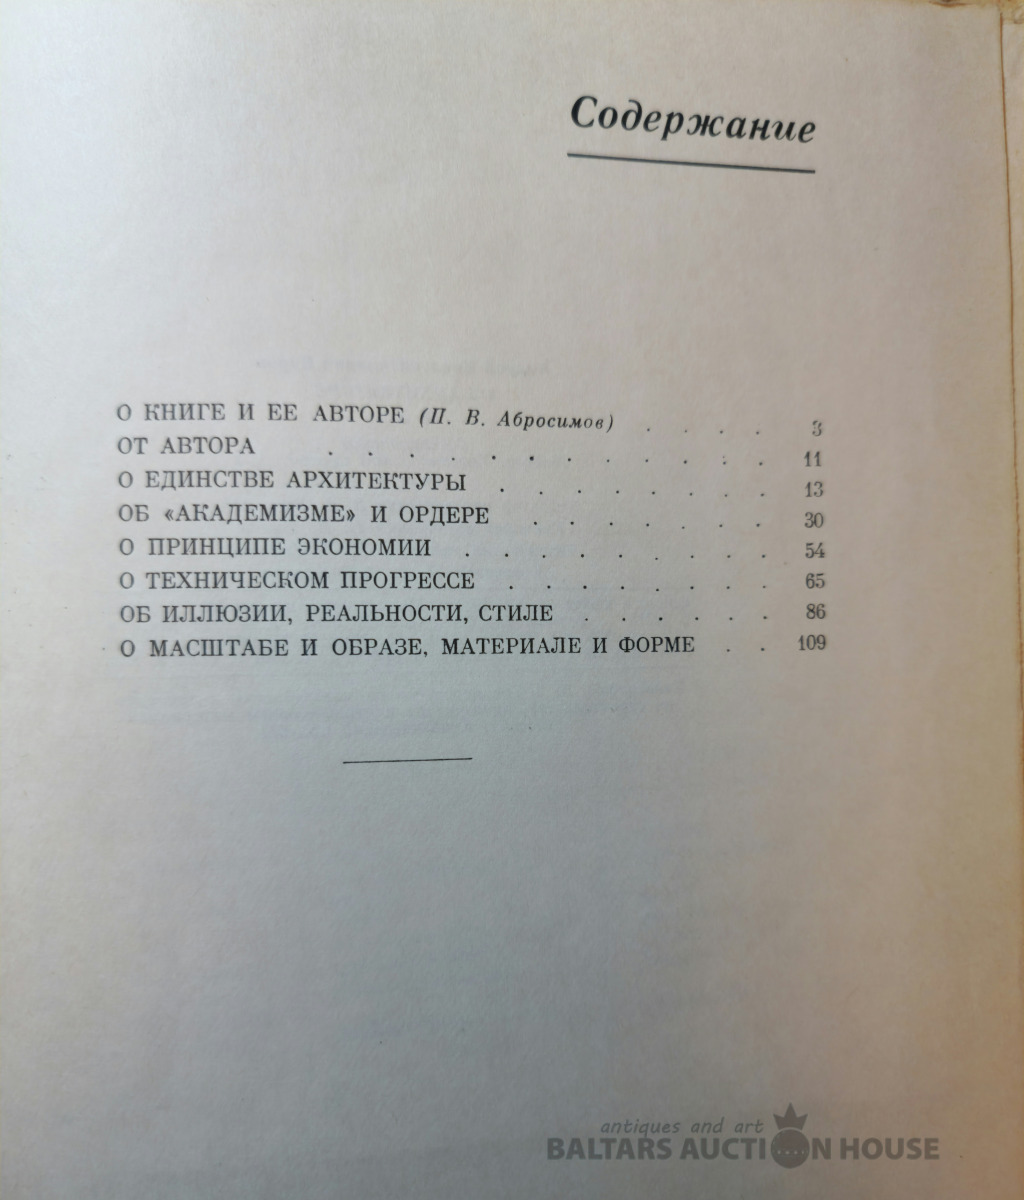 Содержание
О КНИГЕ И ЕЕ АВТОРЕ (П. В. Абросимов) . . . . 3
ОТ АВТОРА . . . . . . . . . . . . 11
О ЕДИНСТВЕ АРХИТЕКТУРЫ . . . . . . . . 13
ОБ «АКАДЕМИЗМЕ» И ОРДЕРЕ . . . . . . . 30
О ПРИНЦИПЕ ЭКОНОМИИ . . . . . . . . . 54
О ТЕХНИЧЕСКОМ ПРОГРЕССЕ . . . . . . . . 65
ОБ ИЛЛЮЗИИ, РЕАЛЬНОСТИ, СТИЛЕ . . . . . . 86
О МАСШТАБЕ И ОБРАЗЕ, МАТЕРИАЛЕ И ФОРМЕ . . 109
antiques and art
BALTARS AUCTION HOUSE